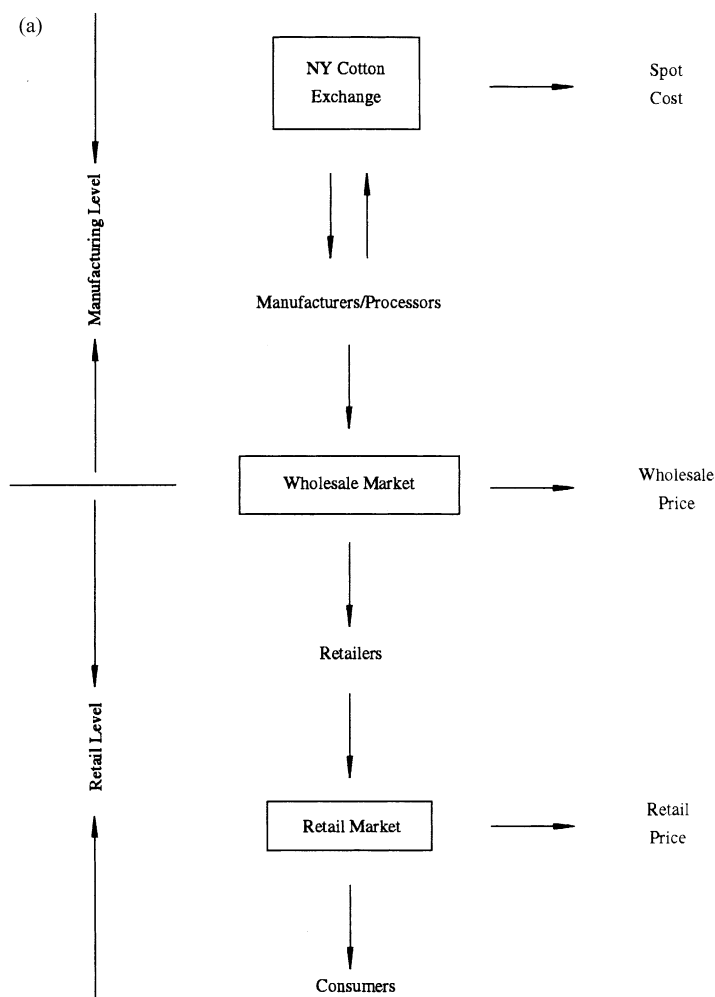 (a)
NY Cotton
Exchange
Spot
Cost
Manufacturing Level
Manufacturers/Processors
Wholesale Market
Wholesale
Price
Retailers
Retail Level
Retail Market
Retail
Price
Consumers